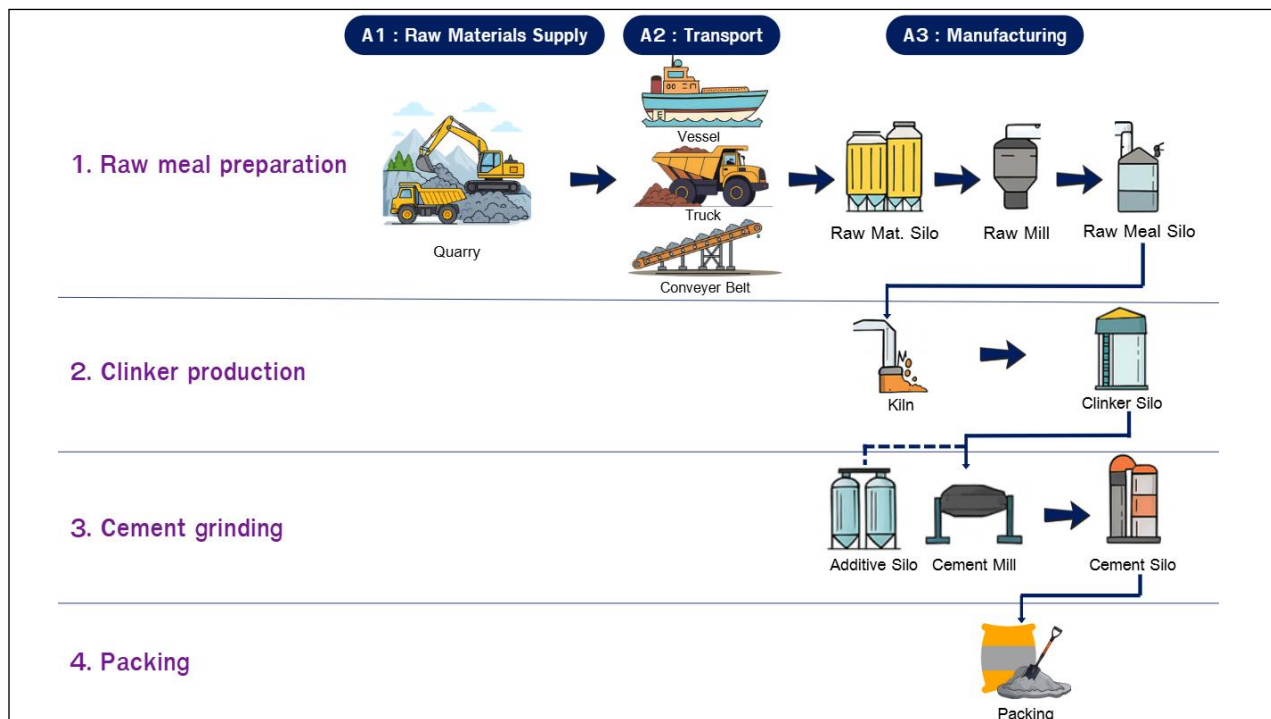 A1 : Raw Materials Supply
A2 : Transport
A3 : Manufacturing
1. Raw meal preparation
Quarry
Vessel
Truck
Conveyer Belt
Raw Mat. Silo
Raw Mill
Raw Meal Silo
2. Clinker production
Kiln
Clinker Silo
3. Cement grinding
Additive Silo
Cement Mill
Cement Silo
4. Packing
Packing